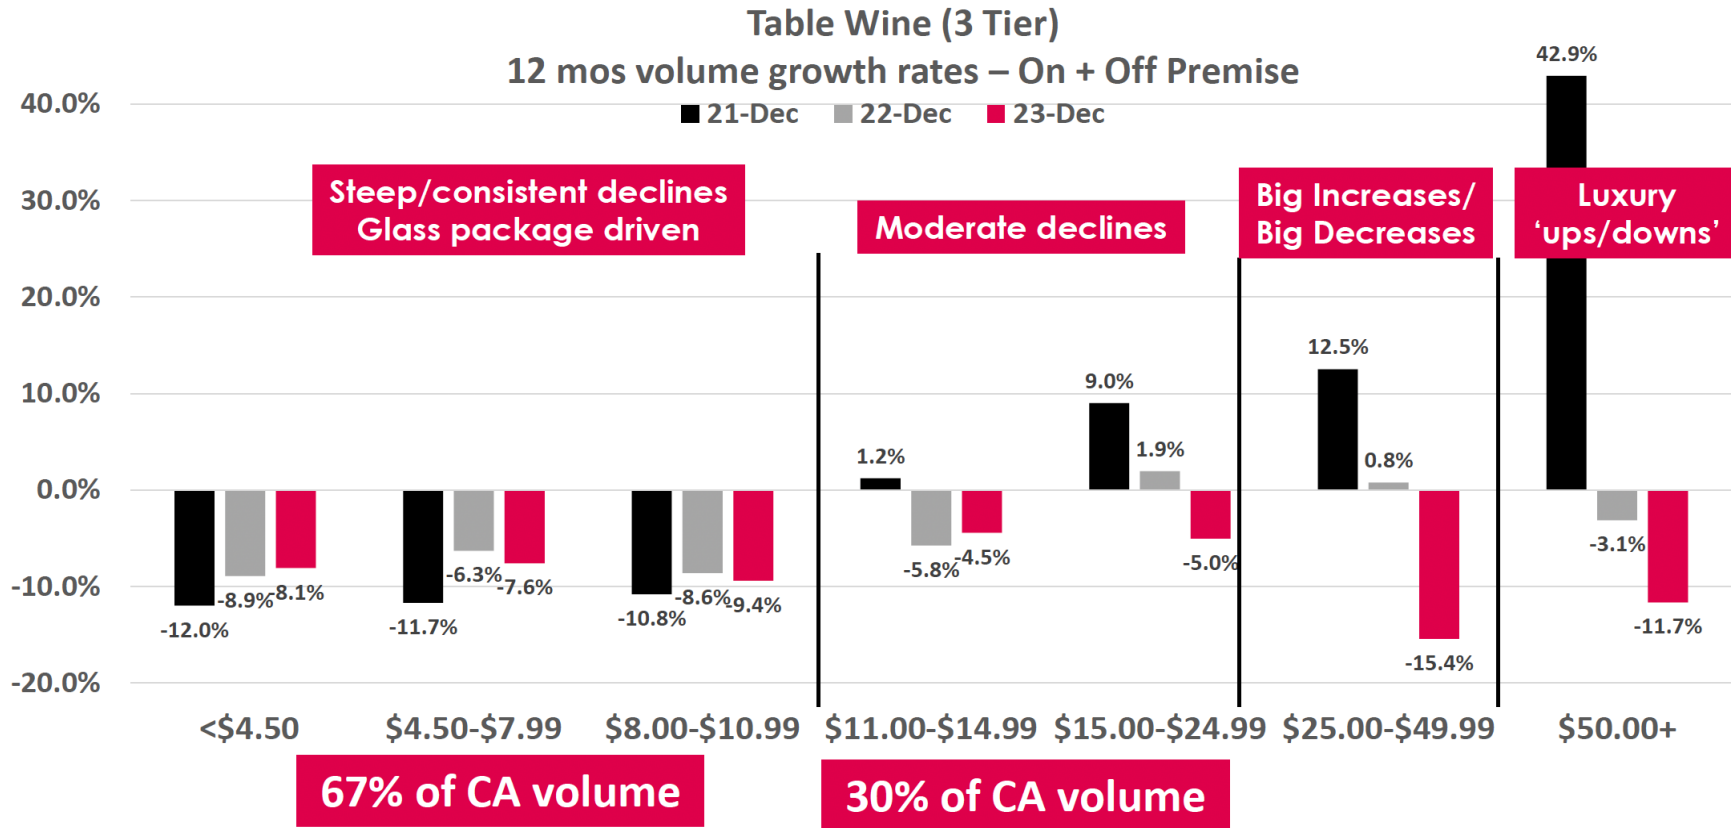 Table Wine (3 Tier)
12 mos volume growth rates – On + Off Premise
21-Dec 22-Dec 23-Dec
40.0%
30.0%
20.0%
10.0%
0.0%
-10.0%
-20.0%
Steep/consistent declines
Glass package driven
Moderate declines
Big Increases/
Big Decreases
Luxury
‘ups/downs’
-12.0%
-8.9%
-8.1%
-11.7%
-6.3%
-7.6%
-10.8%
-8.6%
-9.4%
1.2%
-5.8%
-4.5%
9.0%
1.9%
-5.0%
12.5%
0.8%
-15.4%
42.9%
-3.1%
-11.7%
<$4.50 $4.50-$7.99 $8.00-$10.99 $11.00-$14.99 $15.00-$24.99 $25.00-$49.99 $50.00+
67% of CA volume
30% of CA volume